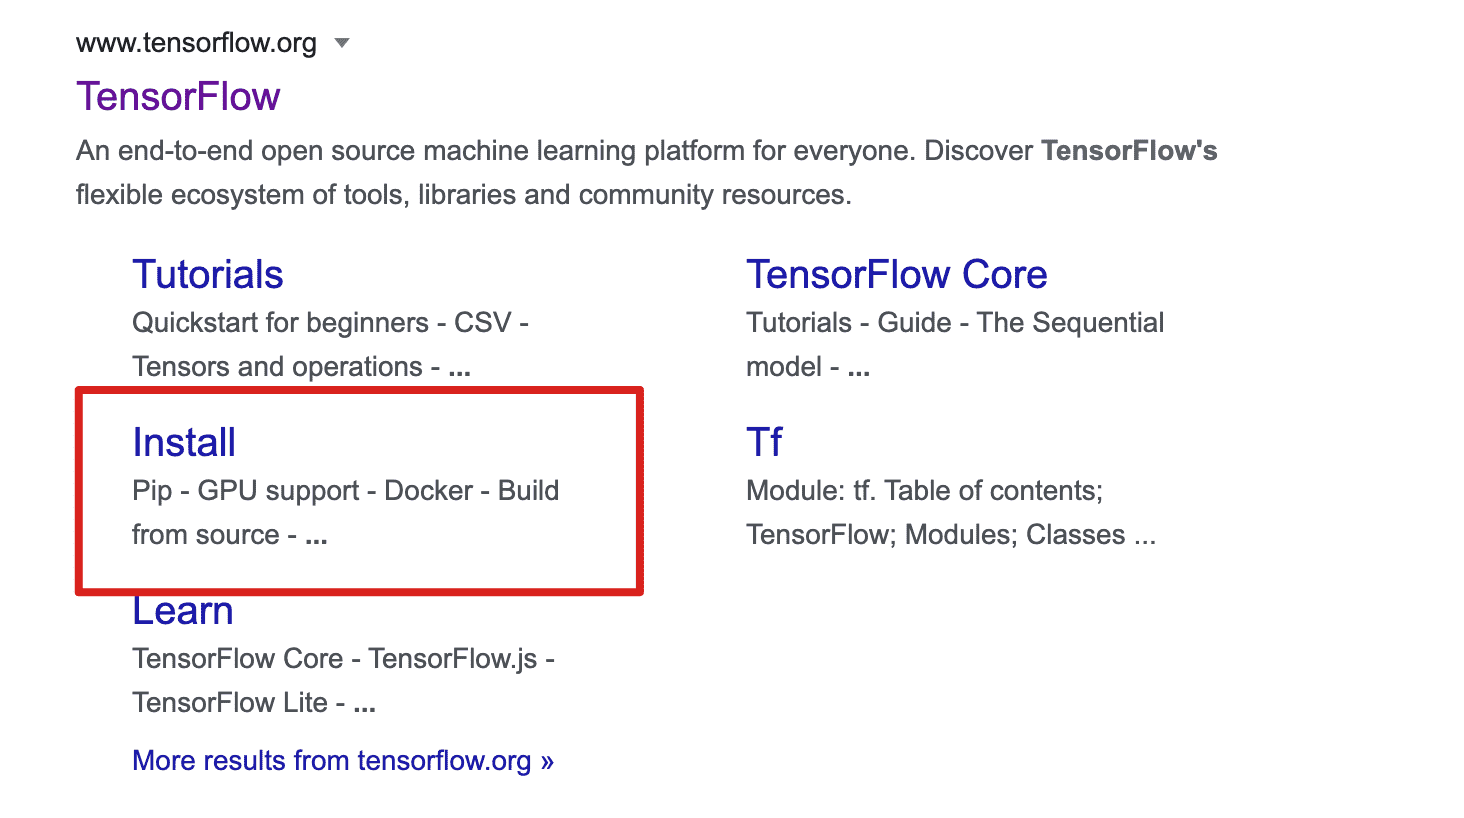 www.tensorflow.org
TensorFlow
An end-to-end open source machine learning platform for everyone. Discover TensorFlow's
flexible ecosystem of tools, libraries and community resources.
Tutorials
Quickstart for beginners - CSV -
Tensors and operations - ...
TensorFlow Core
Tutorials - Guide - The Sequential
model - ...
Install
Pip - GPU support - Docker - Build
from source - ...
Tf
Module: tf. Table of contents;
TensorFlow; Modules; Classes ...
Learn
TensorFlow Core - TensorFlow.js -
TensorFlow Lite - ...
More results from tensorflow.org »